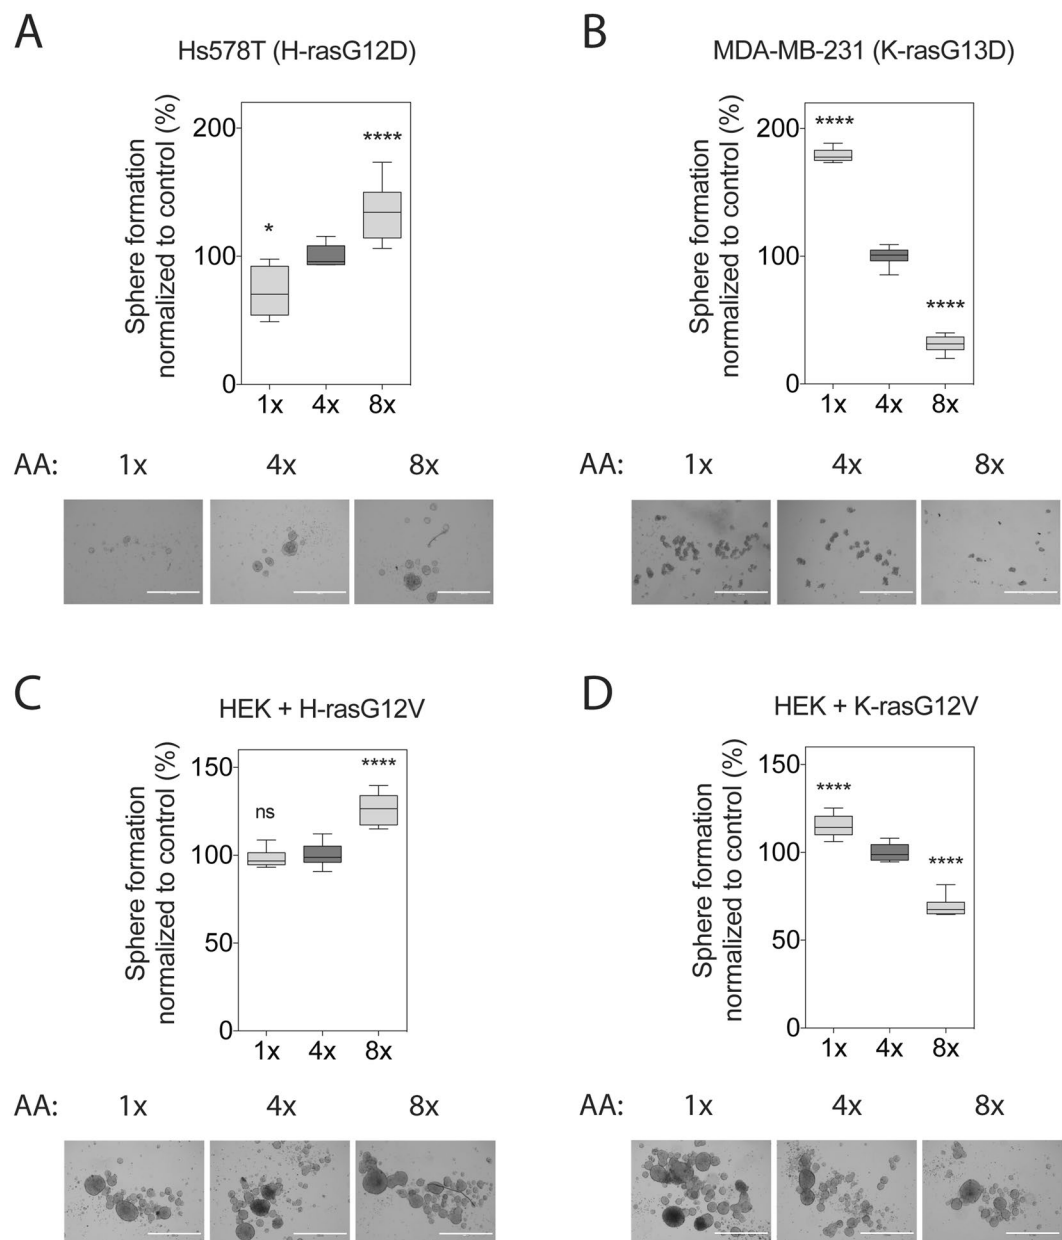 A
Hs578T (H-rasG12D)
Sphere formation
normalized to control (%)
200
100
0
*
****
1x 4x 8x
AA: 1x 4x 8x
B
MDA-MB-231 (K-rasG13D)
Sphere formation
normalized to control (%)
200
100
0
****
****
1x 4x 8x
AA: 1x 4x 8x
C
HEK + H-rasG12V
Sphere formation
normalized to control (%)
150
100
50
0
ns
****
1x 4x 8x
AA: 1x 4x 8x
D
HEK + K-rasG12V
Sphere formation
normalized to control (%)
150
100
50
0
****
****
1x 4x 8x
AA: 1x 4x 8x